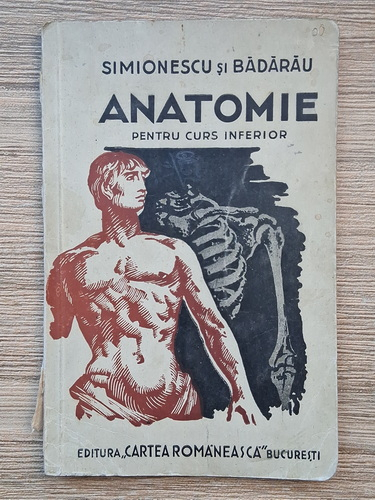 SIMIONESCU și BĂDĂRĂU
ANATOMIE
PENTRU CURS INFERIOR
EDITURA „CARTEA ROMÂNEASCĂ” BUCUREȘTI